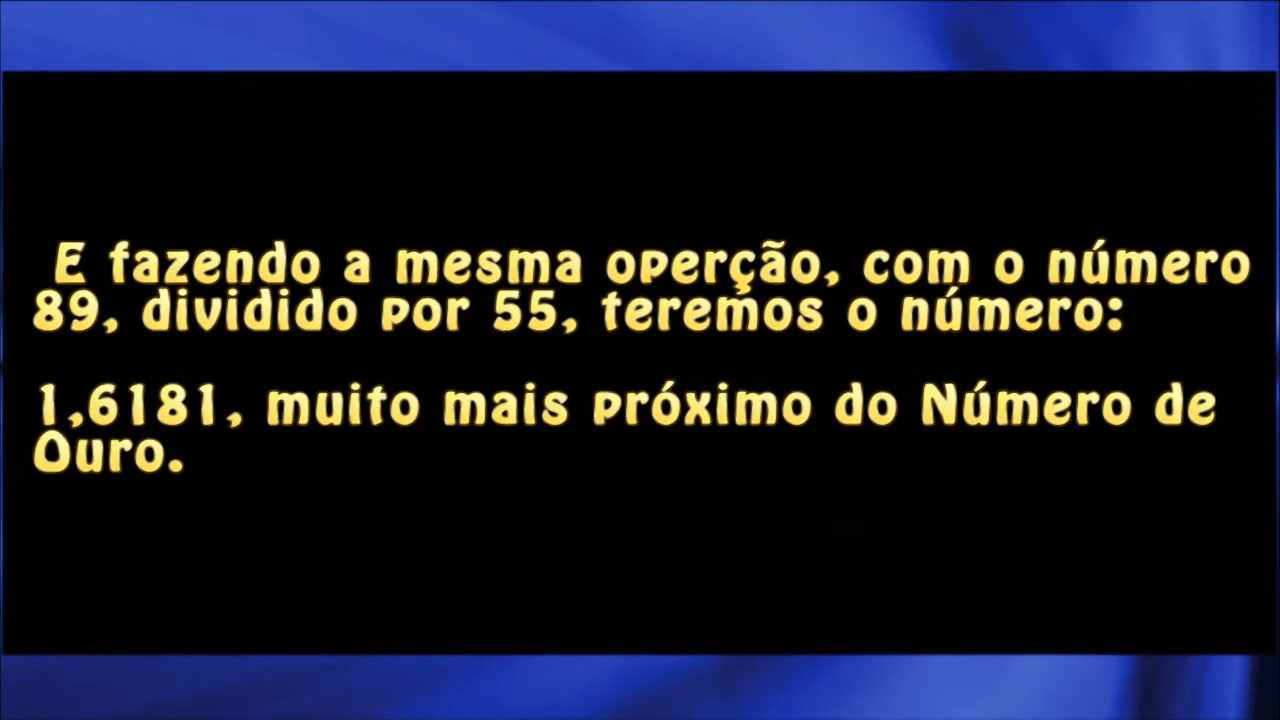 E fazendo a mesma operção, com o número
89, dividido por 55, teremos o número:
1,6181, muito mais próximo do Número de
Ouro.